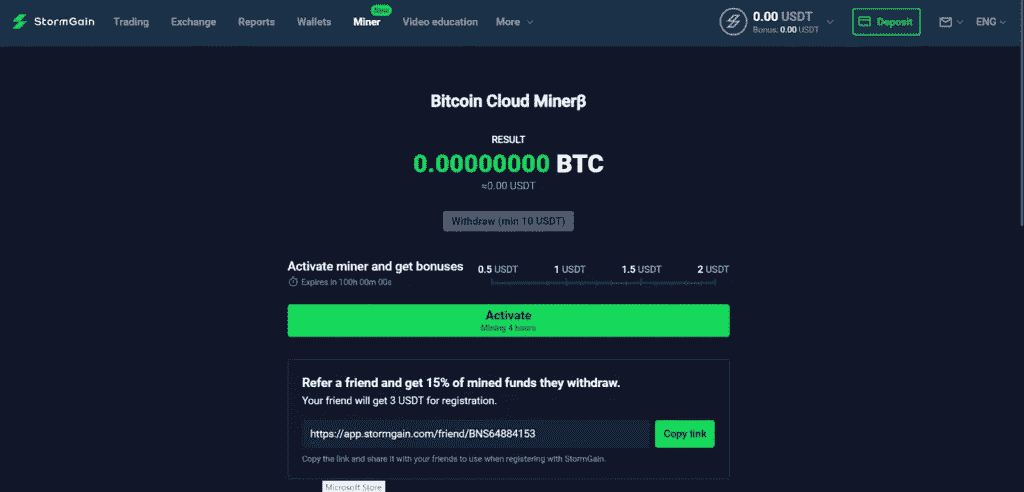 StormGain Trading Exchange Reports Wallets Miner New Video education More 0.00 USDT Deposit ENG
Bonus. 0.00 USDT
Bitcoin Cloud Minerβ
RESULT
0.00000000 BTC
≈0.00 USDT
Withdraw (min 10 USDT)
Activate miner and get bonuses 0.5 USDT 1 USDT 1.5 USDT 2 USDT
Expires in 100h 00m 00s
Activate
Mining 4 hours
Refer a friend and get 15% of mined funds they withdraw.
Your friend will get 3 USDT for registration.
https://app.stormgain.com/friend/BNS64884153 Copy link
Copy the link and share it with your friends to use when registering with StormGain.
Microsoft Store